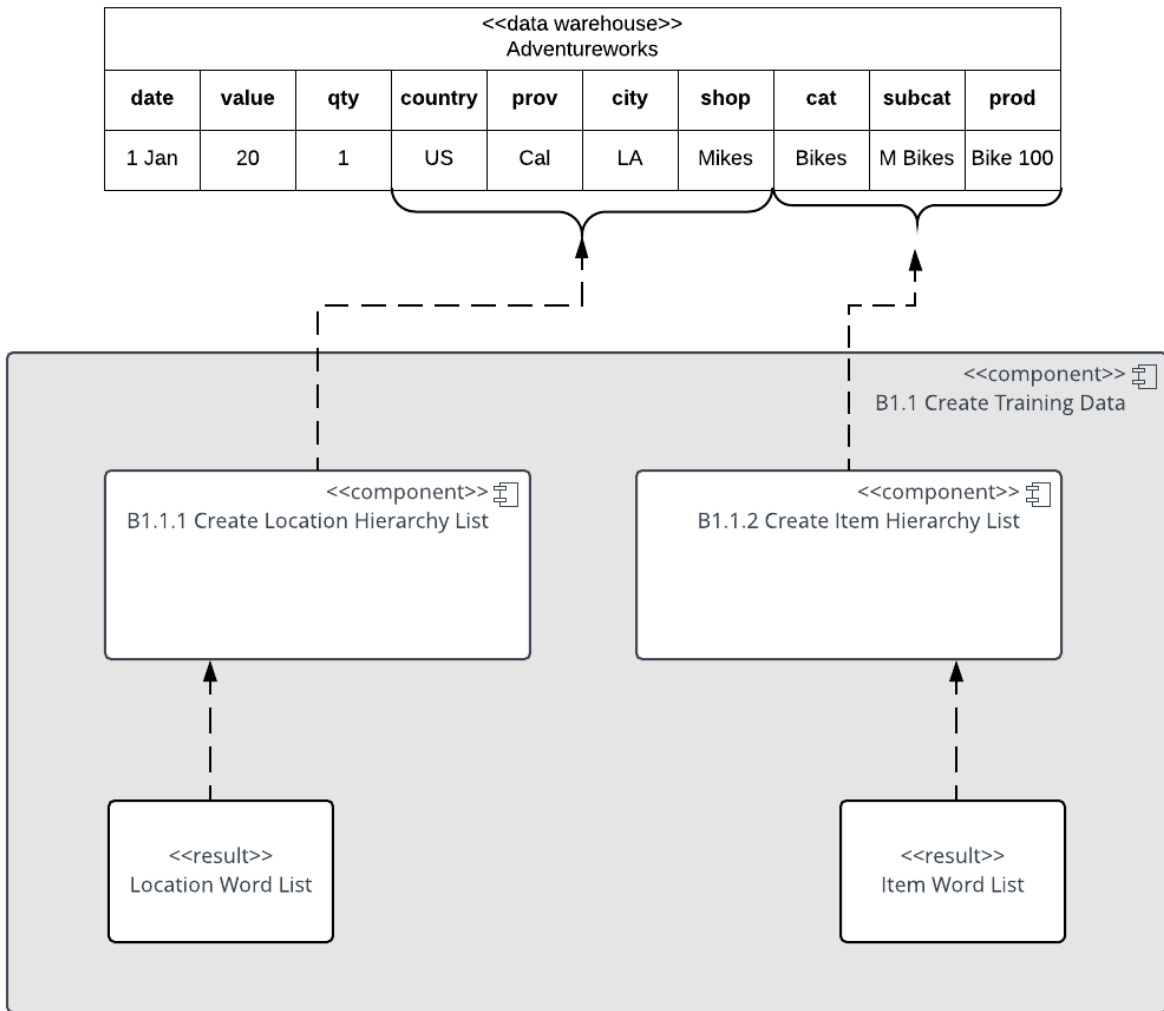 <<data warehouse>>
Adventureworks
date value qty country prov city shop cat subcat prod
1 Jan 20 1 US Cal LA Mikes Bikes M Bikes Bike 100
<<component>>
B1.1 Create Training Data
<<component>>
B1.1.1 Create Location Hierarchy List
<<component>>
B1.1.2 Create Item Hierarchy List
<<result>>
Location Word List
<<result>>
Item Word List